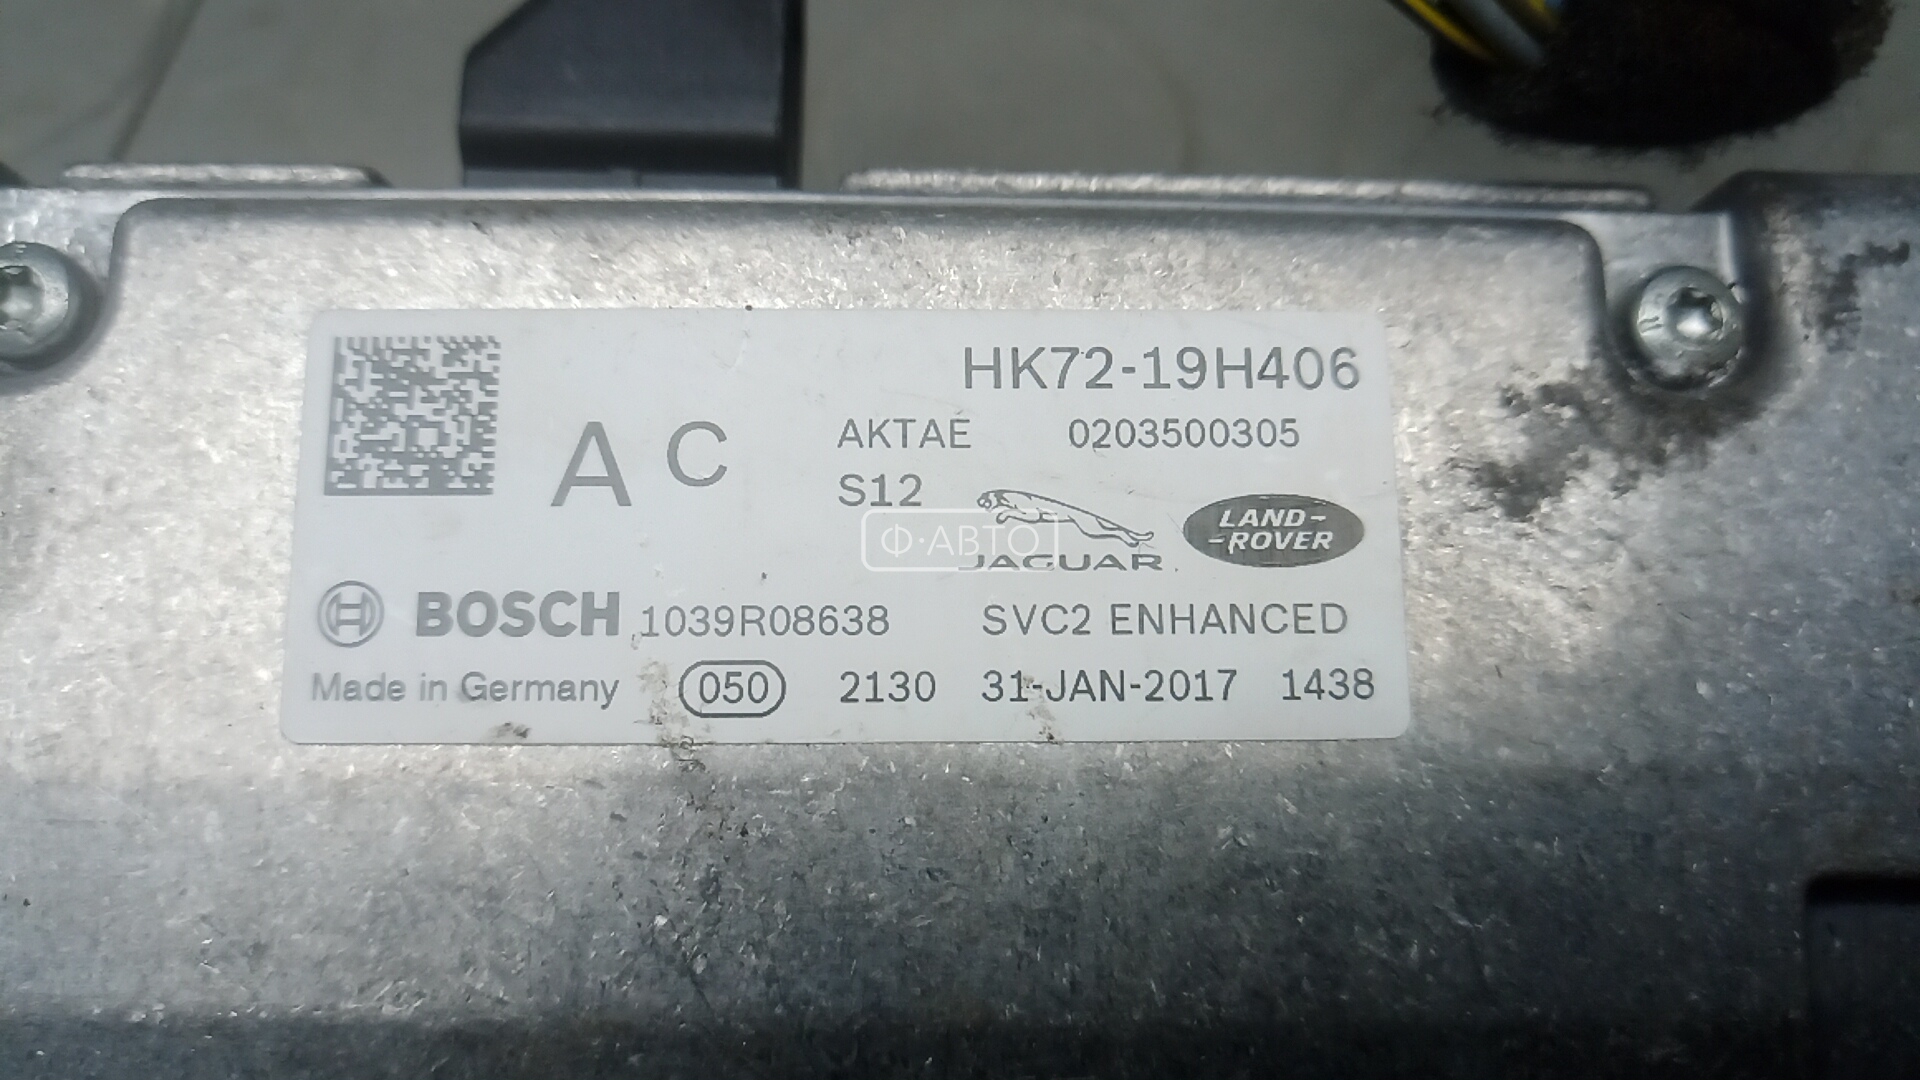 HK72-19H406
A C
AKTAE 0203500305
S12
Ф·АВТО
JAGUAR
LAND-
-ROVER
BOSCH 1039R08638 SVC2 ENHANCED
Made in Germany 050 2130 31-JAN-2017 1438